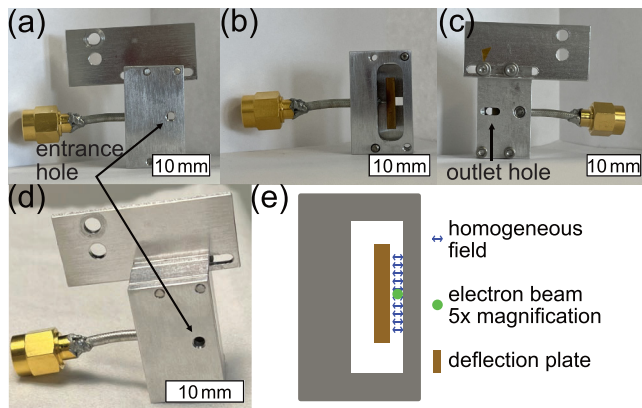 (a)
(b)
(c)
entrance
hole
10 mm
10 mm
outlet hole
10 mm
(d)
(e)
10 mm
homogeneous
field
electron beam
5x magnification
deflection plate